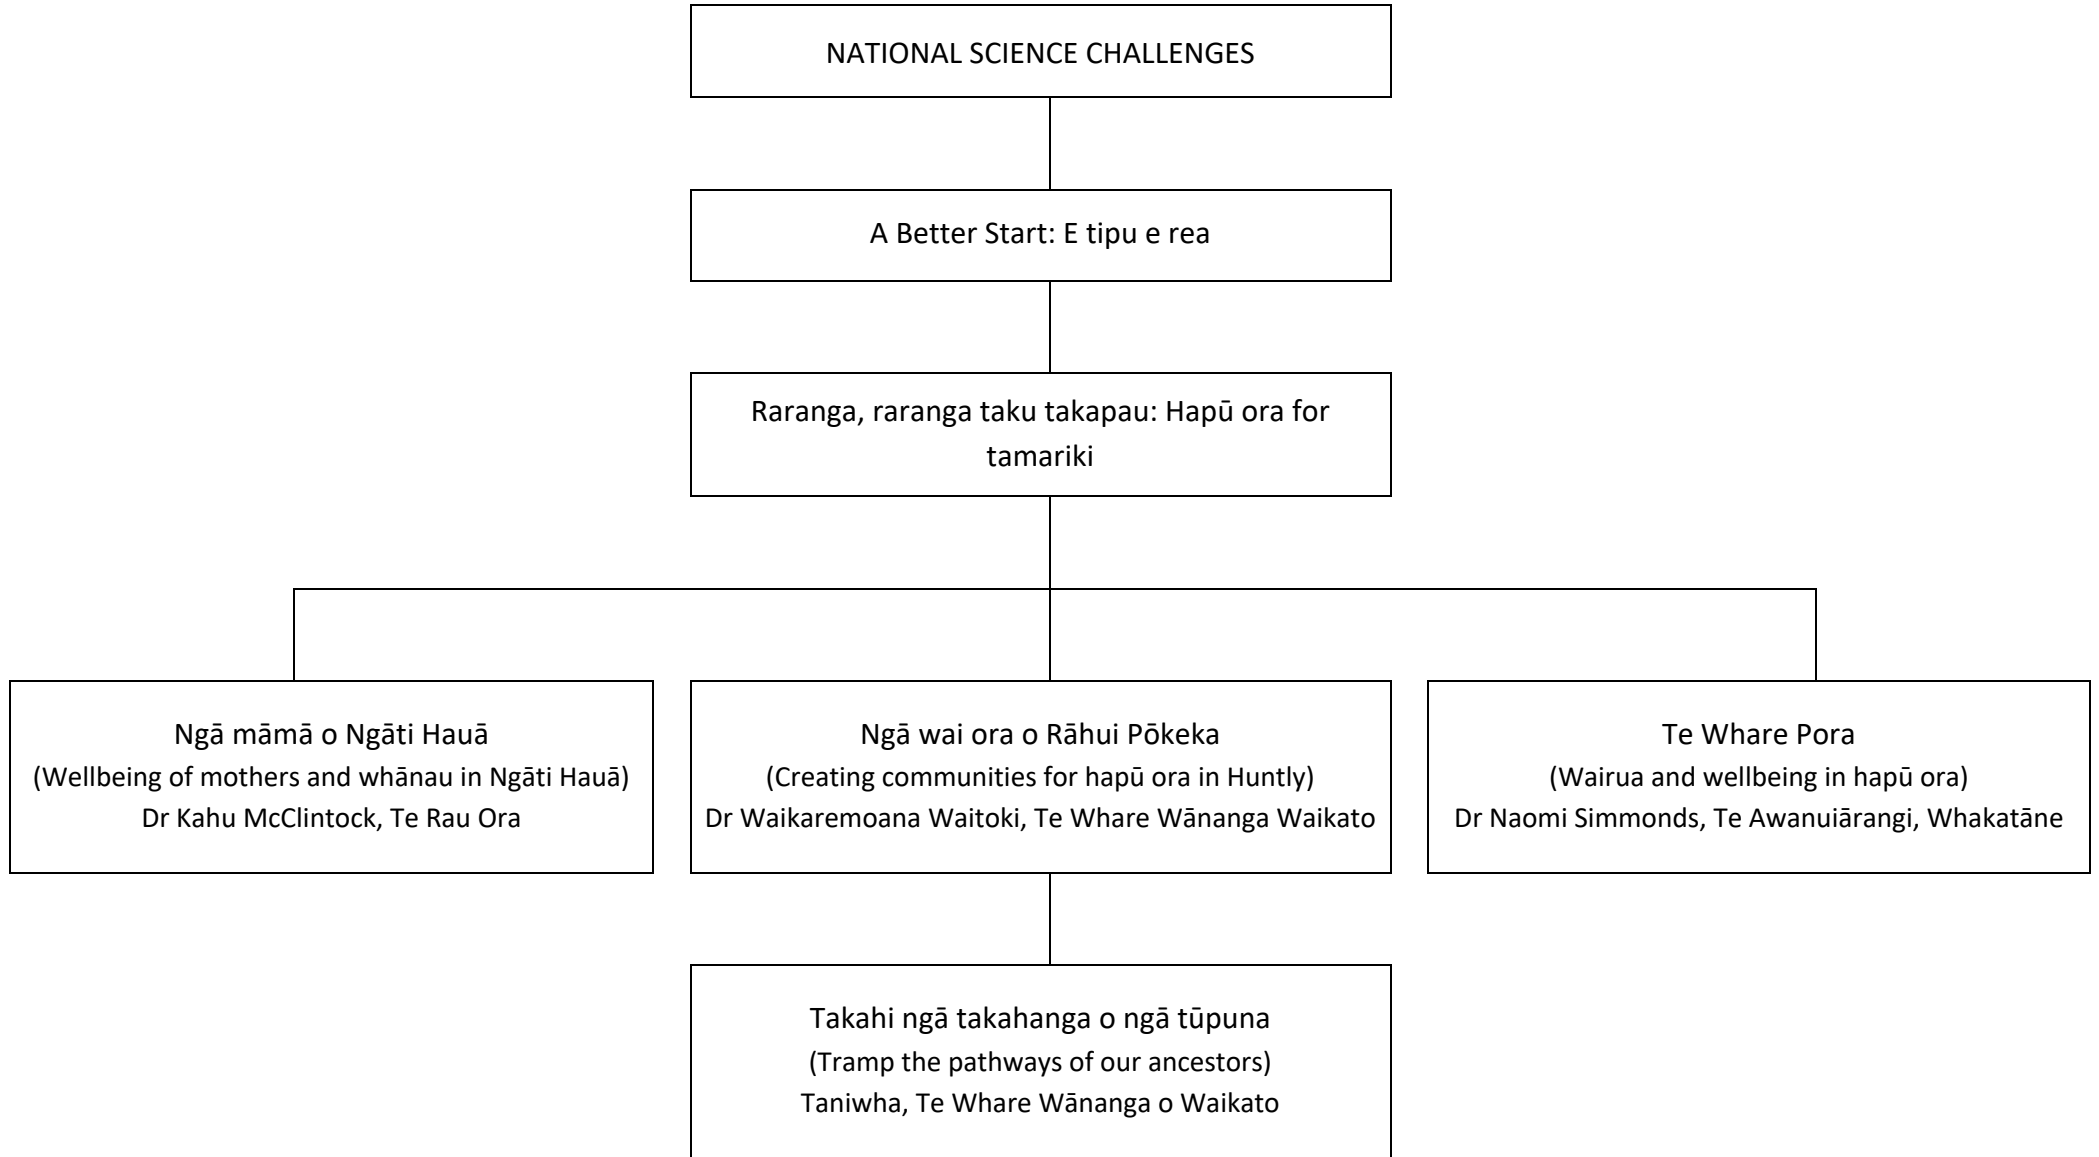 NATIONAL SCIENCE CHALLENGES
A Better Start: E tipu e rea
Raranga, raranga taku takapau: Hapū ora for
tamariki
Ngā māmā o Ngāti Hauā
(Wellbeing of mothers and whānau in Ngāti Hauā)
Dr Kahu McClintock, Te Rau Ora
Ngā wai ora o Rāhui Pōkeka
(Creating communities for hapū ora in Huntly)
Dr Waikaremoana Waitoki, Te Whare Wānanga Waikato
Te Whare Pora
(Wairua and wellbeing in hapū ora)
Dr Naomi Simmonds, Te Awanuiārangi, Whakatāne
Takahi ngā takahanga o ngā tūpuna
(Tramp the pathways of our ancestors)
Taniwha, Te Whare Wānanga o Waikato